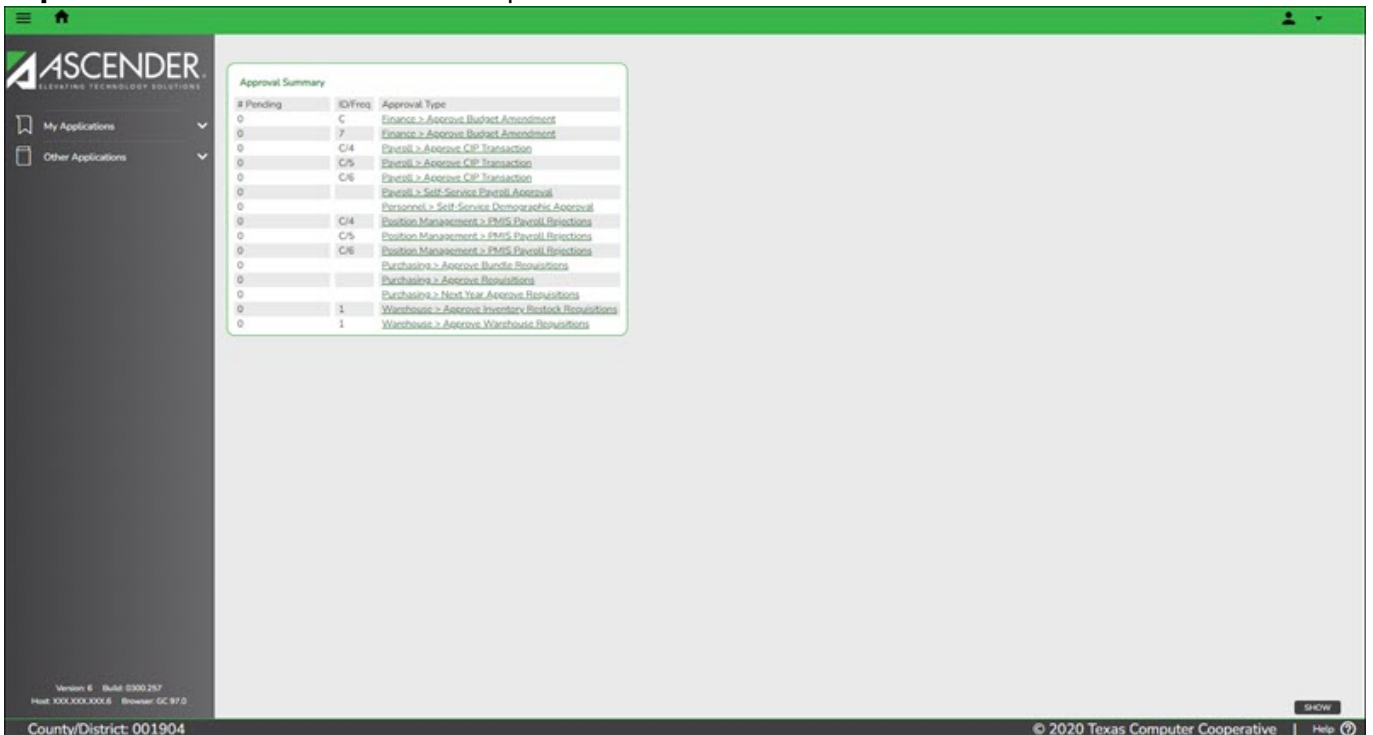 ASCENDER
ELEVATING TECHNOLOGY SOLUTIONS
My Applications
Other Applications
Approval Summary
# Pending ID/Freq Approval Type
0 C Finance > Approve Budget Amendment
0 7 Finance > Approve Budget Amendment
0 C/4 Payroll > Approve CIP Transaction
0 C/5 Payroll > Approve CIP Transaction
0 C/6 Payroll > Approve CIP Transaction
0 Payroll > Self-Service Payroll Approval
0 Personnel > Self-Service Demographic Approval
0 C/4 Position Management > PMIS Payroll Rejections
0 C/5 Position Management > PMIS Payroll Rejections
0 C/6 Position Management > PMIS Payroll Rejections
0 Purchasing > Approve Bundle Requisitions
0 Purchasing > Approve Requisitions
0 Purchasing > Next Year Approve Requisitions
0 1 Warehouse > Approve Inventory Restock Requisitions
0 1 Warehouse > Approve Warehouse Requisitions
Version: 6 Build: 0300.257
Host: XXX.XXX.XXX.6 Browser: GC 97.0
SHOW
County/District: 001904 © 2020 Texas Computer Cooperative | Help